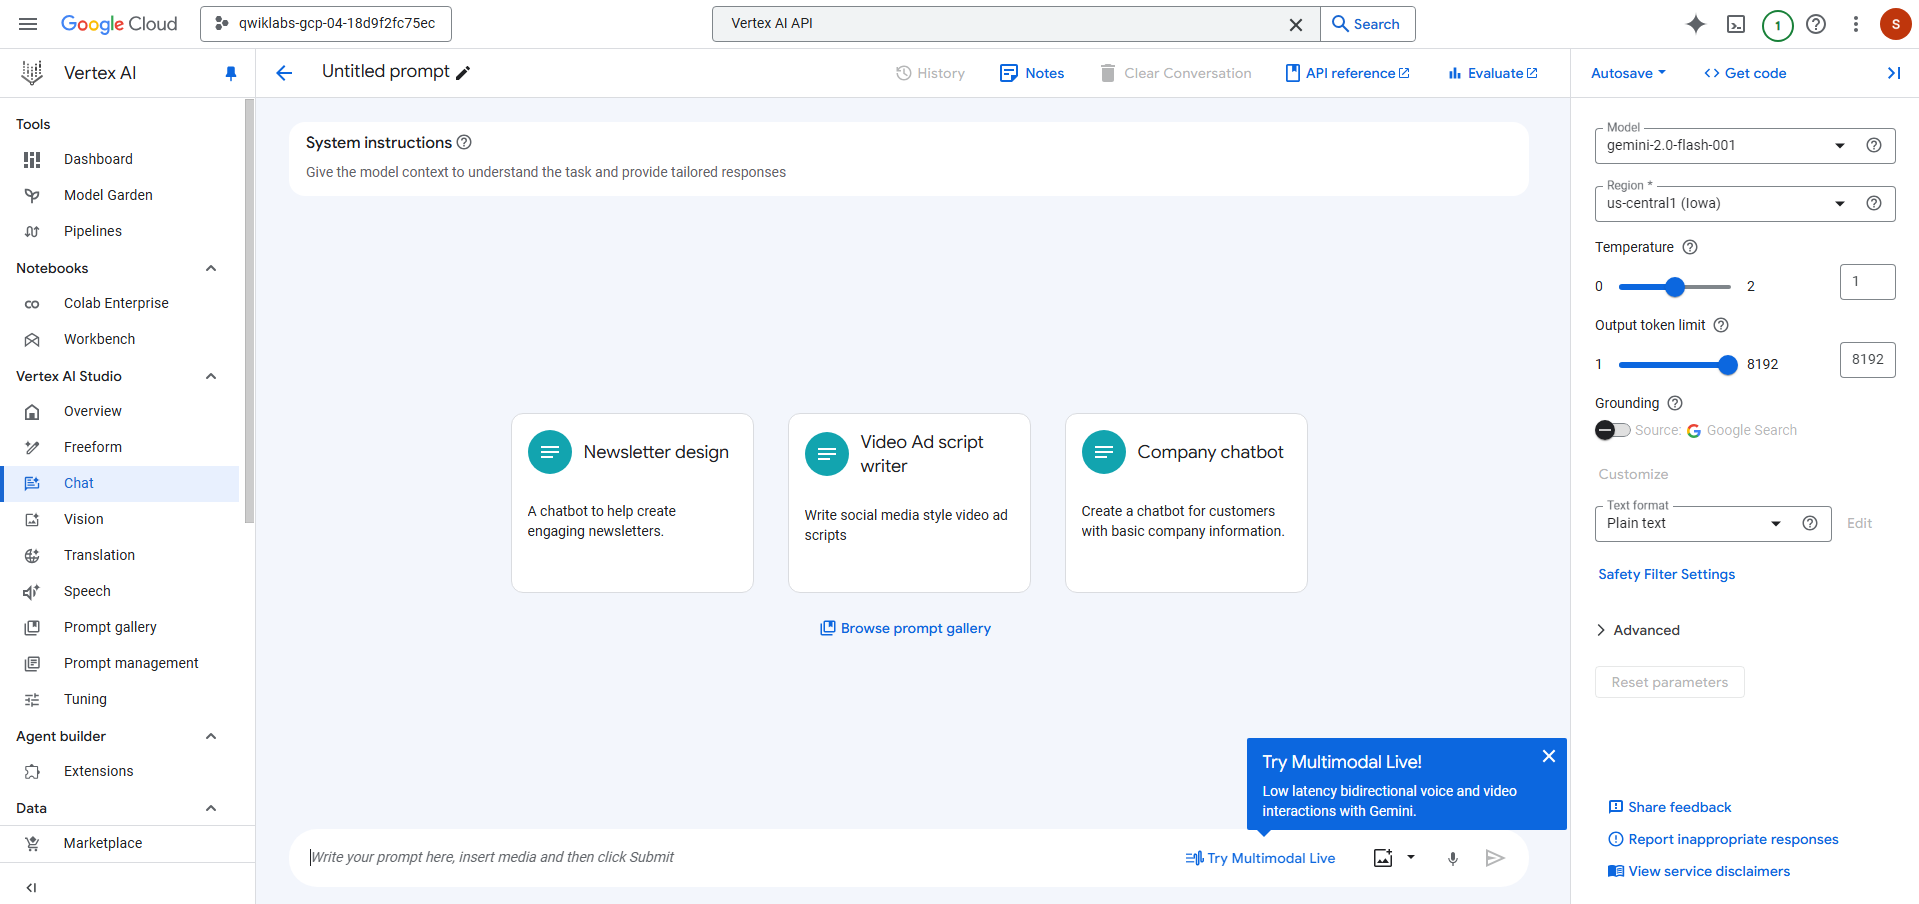 Google Cloud
qwiklabs-gcp-04-18d9f2fc75ec
Vertex AI API
Search
1
S
Vertex AI
Untitled prompt
History
Notes
Clear Conversation
API reference
Evaluate
Autosave
Get code
Tools
Dashboard
Model Garden
Pipelines
Notebooks
Colab Enterprise
Workbench
Vertex AI Studio
Overview
Freeform
Chat
Vision
Translation
Speech
Prompt gallery
Prompt management
Tuning
Agent builder
Extensions
Data
Marketplace
System instructions
Give the model context to understand the task and provide tailored responses
Newsletter design
A chatbot to help create
engaging newsletters.
Video Ad script
writer
Write social media style video ad
scripts
Company chatbot
Create a chatbot for customers
with basic company information.
Browse prompt gallery
Try Multimodal Live!
Low latency bidirectional voice and video
interactions with Gemini.
Write your prompt here, insert media and then click Submit
Try Multimodal Live
Model
gemini-2.0-flash-001
Region *
us-central1 (Iowa)
Temperature
0
2
1
Output token limit
1
8192
8192
Grounding
Source: Google Search
Customize
Text format
Plain text
Edit
Safety Filter Settings
Advanced
Reset parameters
Share feedback
Report inappropriate responses
View service disclaimers